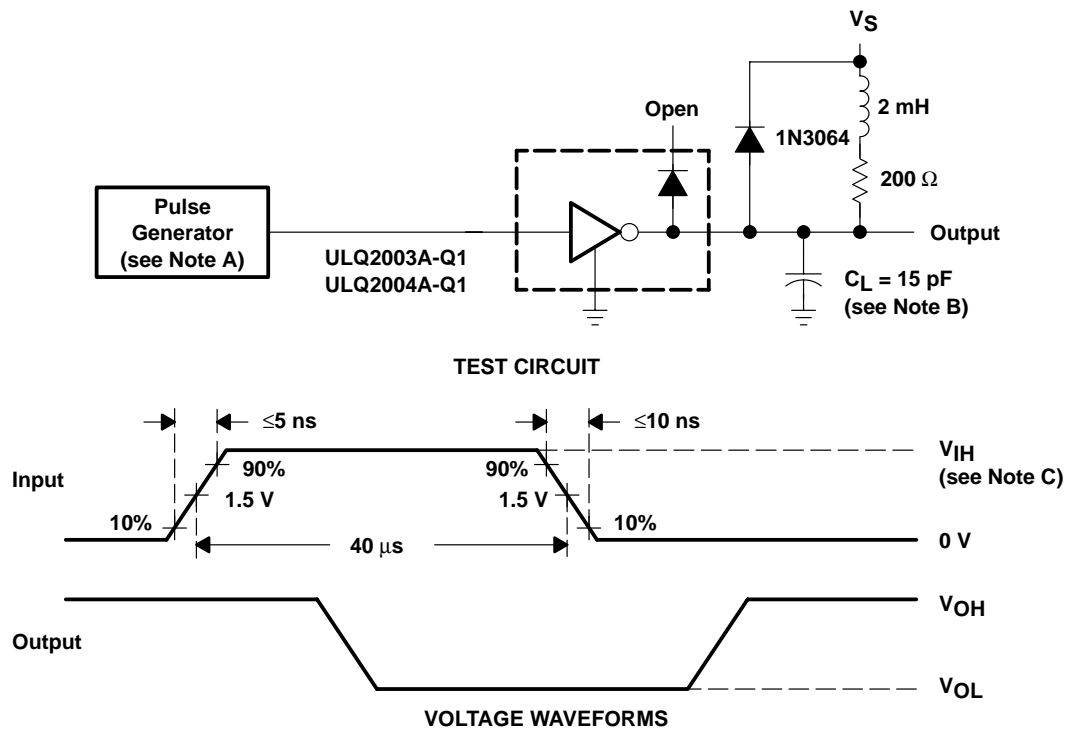 VS
2 mH
Open
1N3064
200 Ω
Pulse
Generator
(see Note A)
Output
ULQ2003A-Q1
ULQ2004A-Q1
CL = 15 pF
(see Note B)
TEST CIRCUIT
≤5 ns
≤10 ns
VIH
(see Note C)
Input
90%
90%
1.5 V
1.5 V
10%
10%
40 μs
0 V
VOH
Output
VOL
VOLTAGE WAVEFORMS